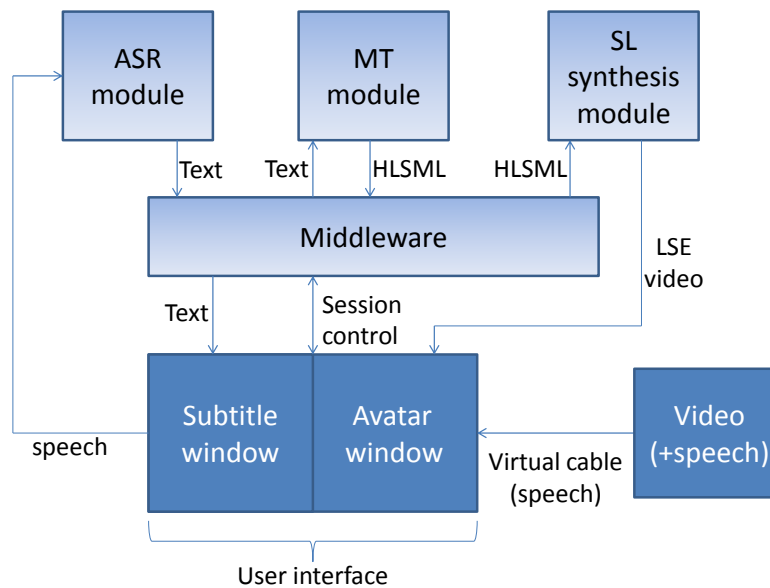 ASR
module
MT
module
SL
synthesis
module
Text
Text
HLSML
HLSML
Middleware
LSE
video
Text
Session
control
Subtitle
window
Avatar
window
Video
(+speech)
speech
Virtual cable
(speech)
User interface